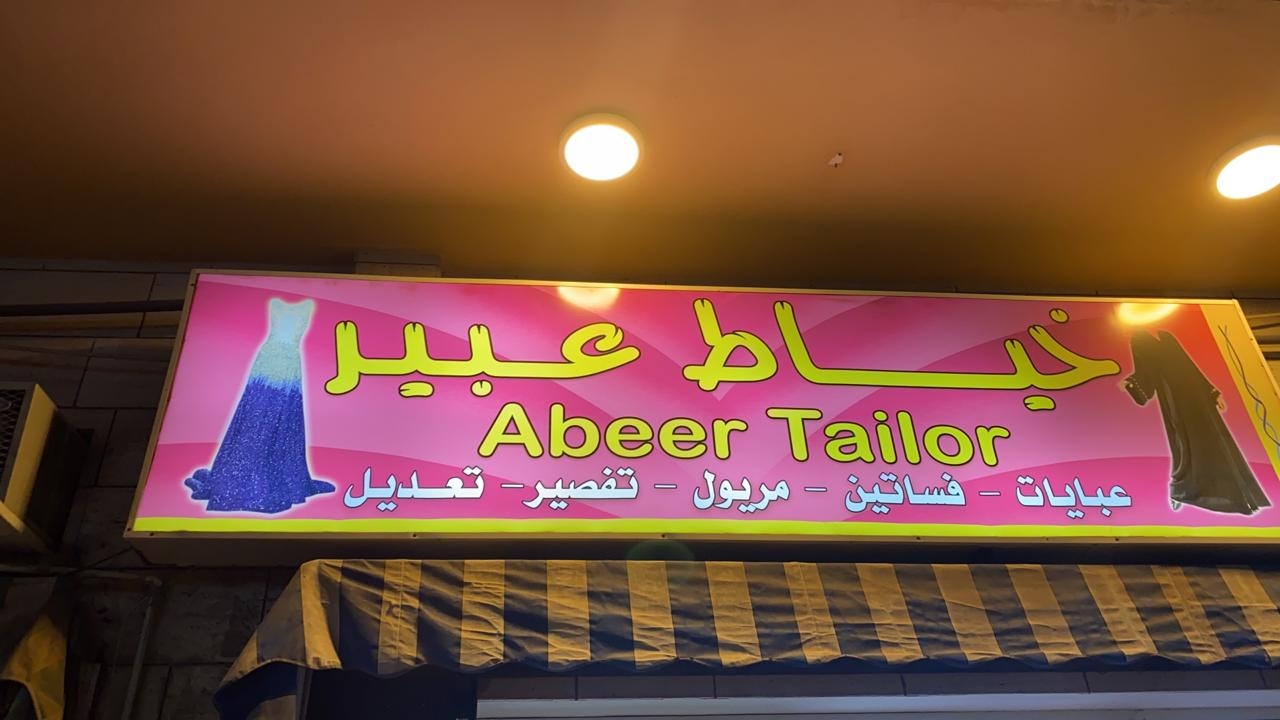 خياط عبير
Abeer Tailor
عبايات - فساتين - مريول - تفصير - تعديل